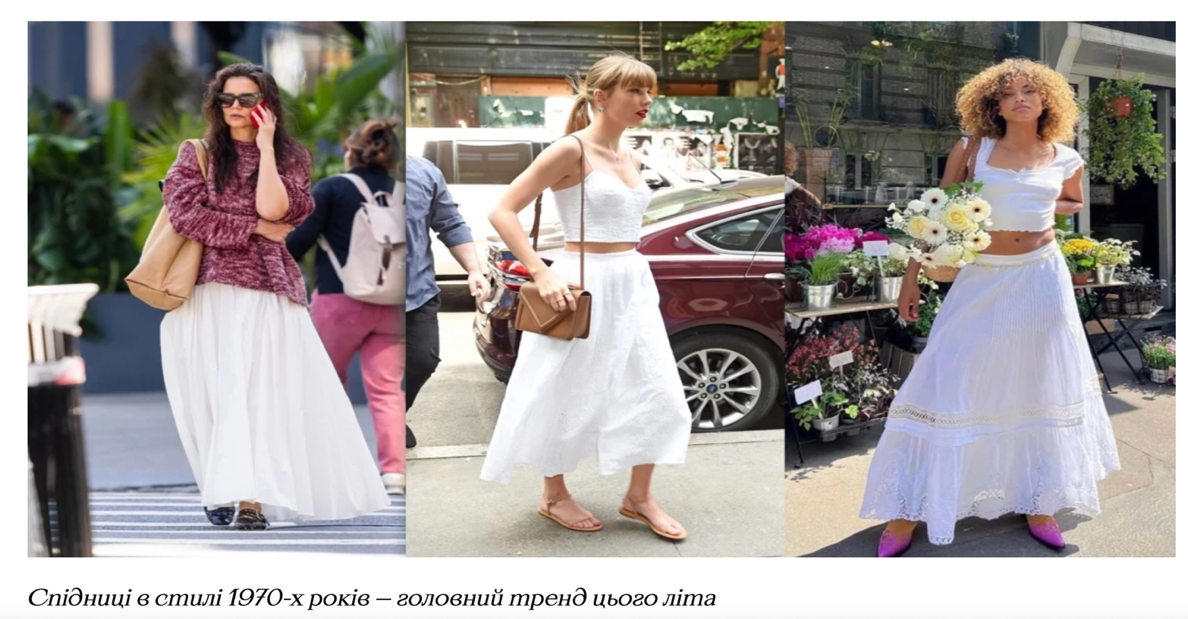 Спідниці в стилі 1970-х років – головний тренд цього літа